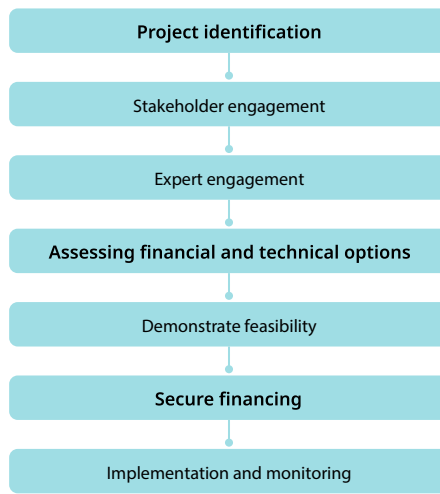 Project identification
Stakeholder engagement
Expert engagement
Assessing financial and technical options
Demonstrate feasibility
Secure financing
Implementation and monitoring